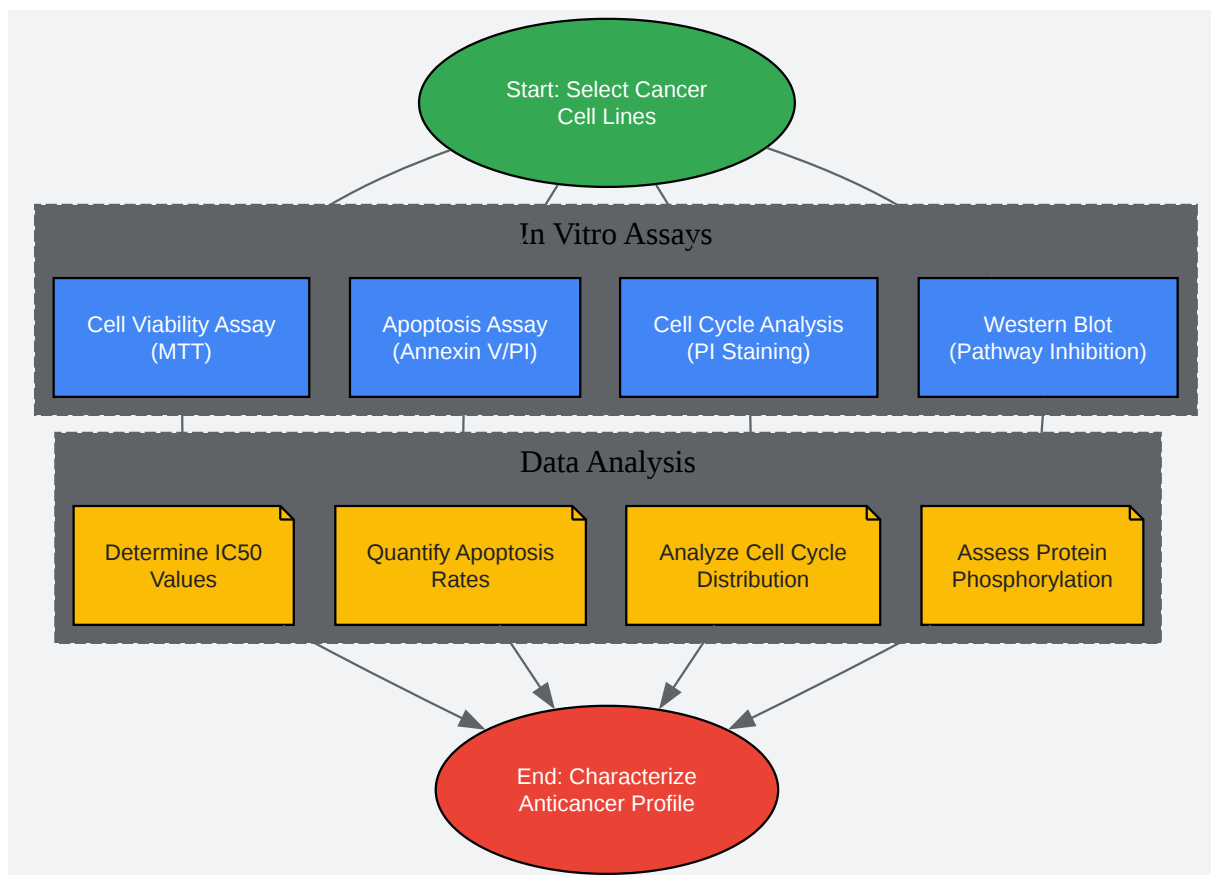 Start: Select Cancer
Cell Lines
In Vitro Assays
Cell Viability Assay
(MTT)
Apoptosis Assay
(Annexin V/PI)
Cell Cycle Analysis
(PI Staining)
Western Blot
(Pathway Inhibition)
Data Analysis
Determine IC50
Values
Quantify Apoptosis
Rates
Analyze Cell Cycle
Distribution
Assess Protein
Phosphorylation
End: Characterize
Anticancer Profile